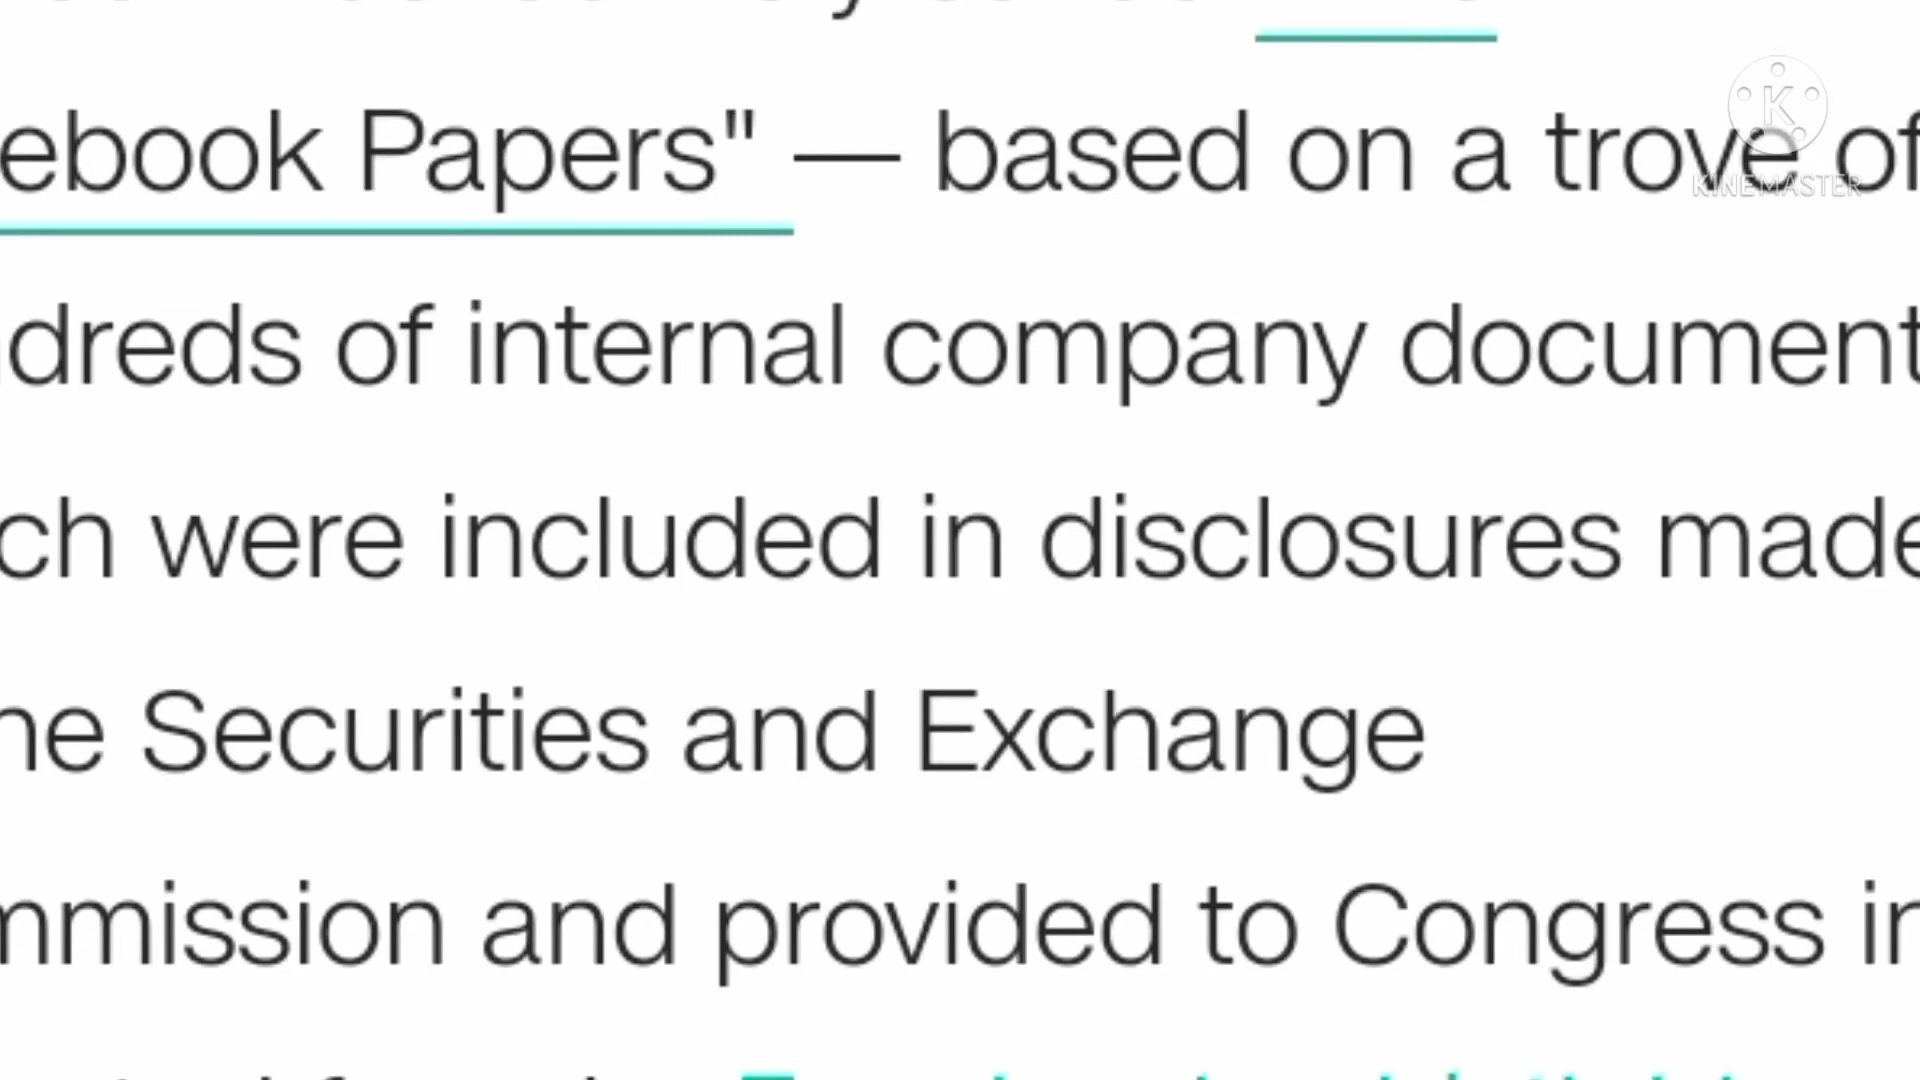 ebook Papers" — based on a trove of
dreds of internal company document
ch were included in disclosures made
ne Securities and Exchange
mmission and provided to Congress in
KINEMASTER